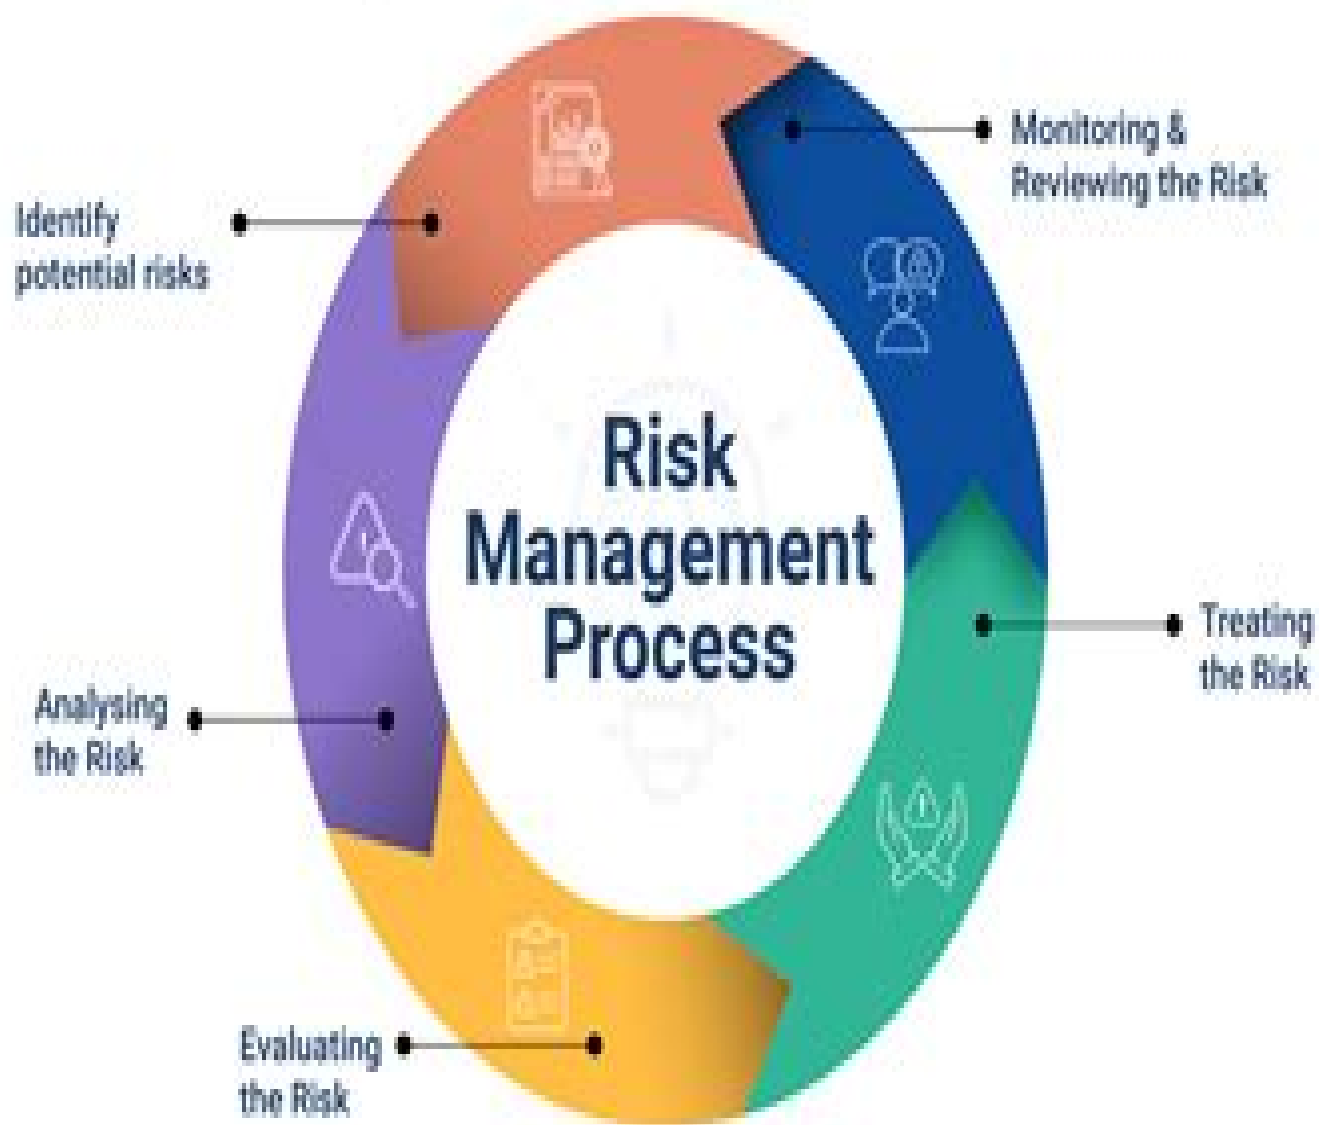 Monitoring &
Reviewing the Risk
Identify
potential risks
Risk
Management
Process
Treating
the Risk
Analysing
the Risk
Evaluating
the Risk